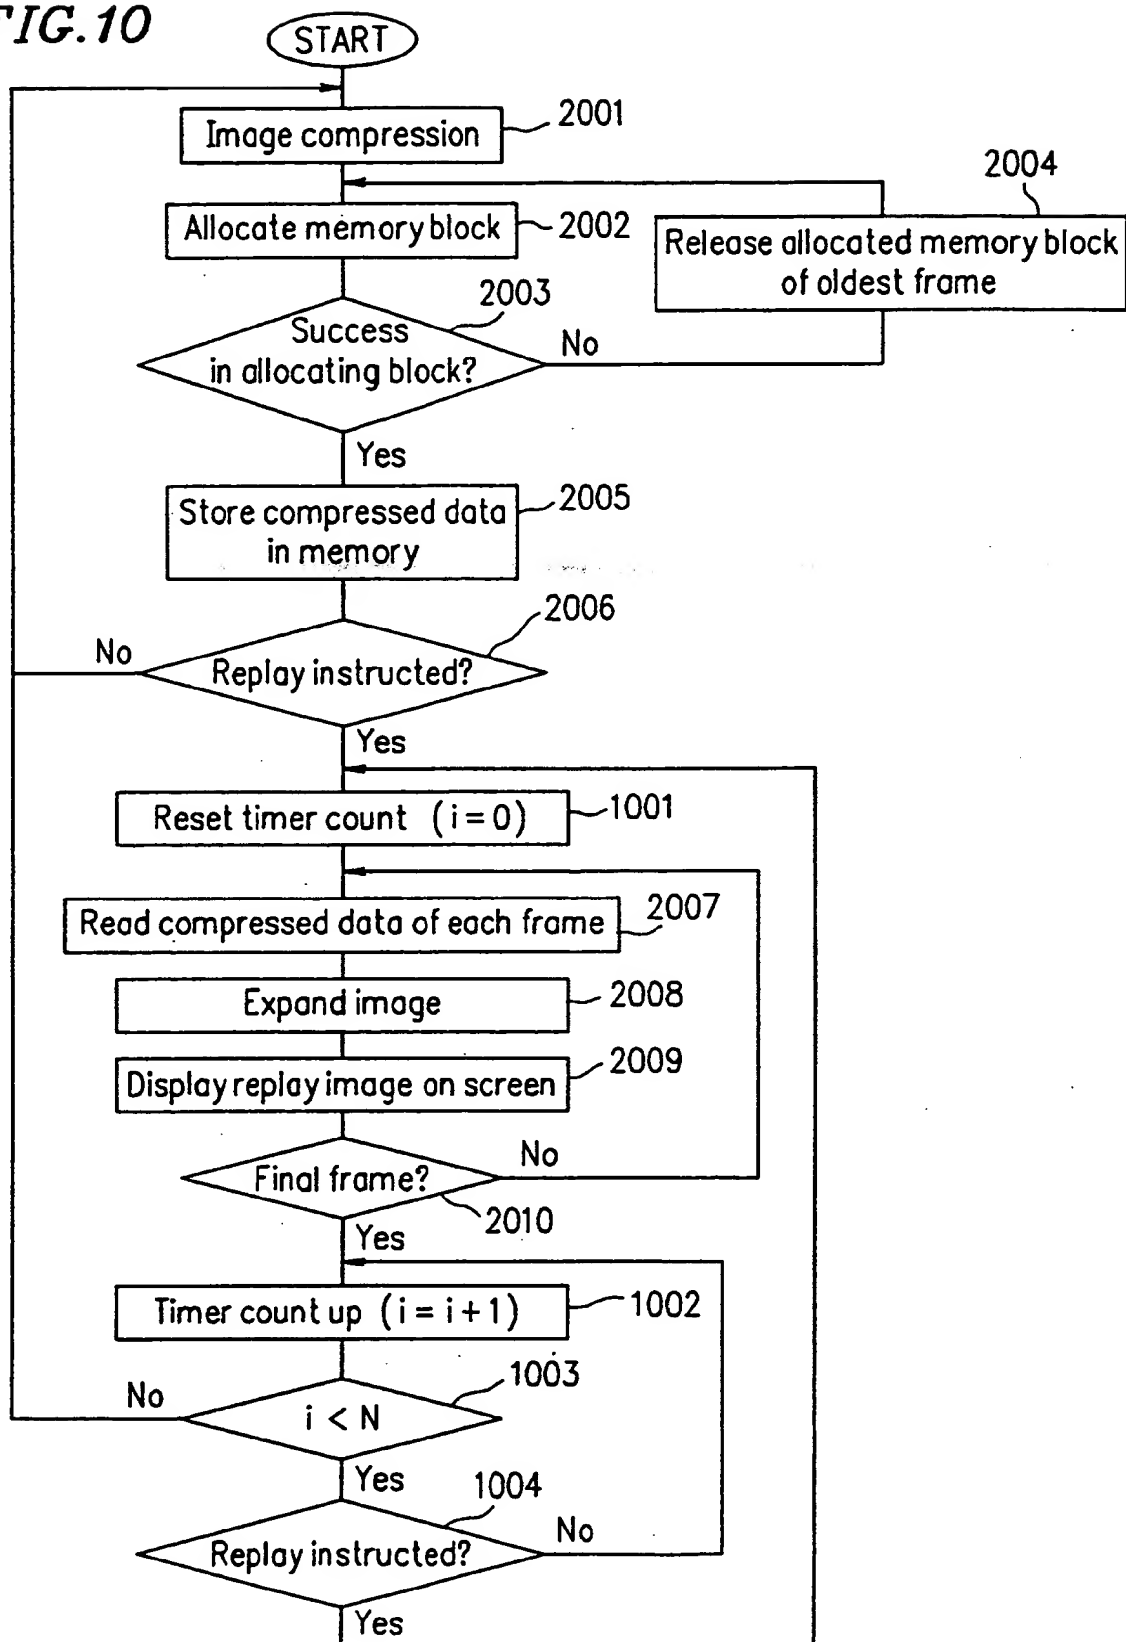 FIG.10
START
Image compression
2001
2004
Allocate memory block
2002
Release allocated memory block
of oldest frame
2003
Success
in allocating block?
No
Yes
Store compressed data
in memory
2005
2006
No
Replay instructed?
Yes
Reset timer count (i=0)
1001
Read compressed data of each frame
2007
Expand image
2008
Display replay image on screen
2009
Final frame?
No
2010
Yes
Timer count up (i = i+1)
1002
1003
No
i < N
Yes
1004
Replay instructed?
No
Yes